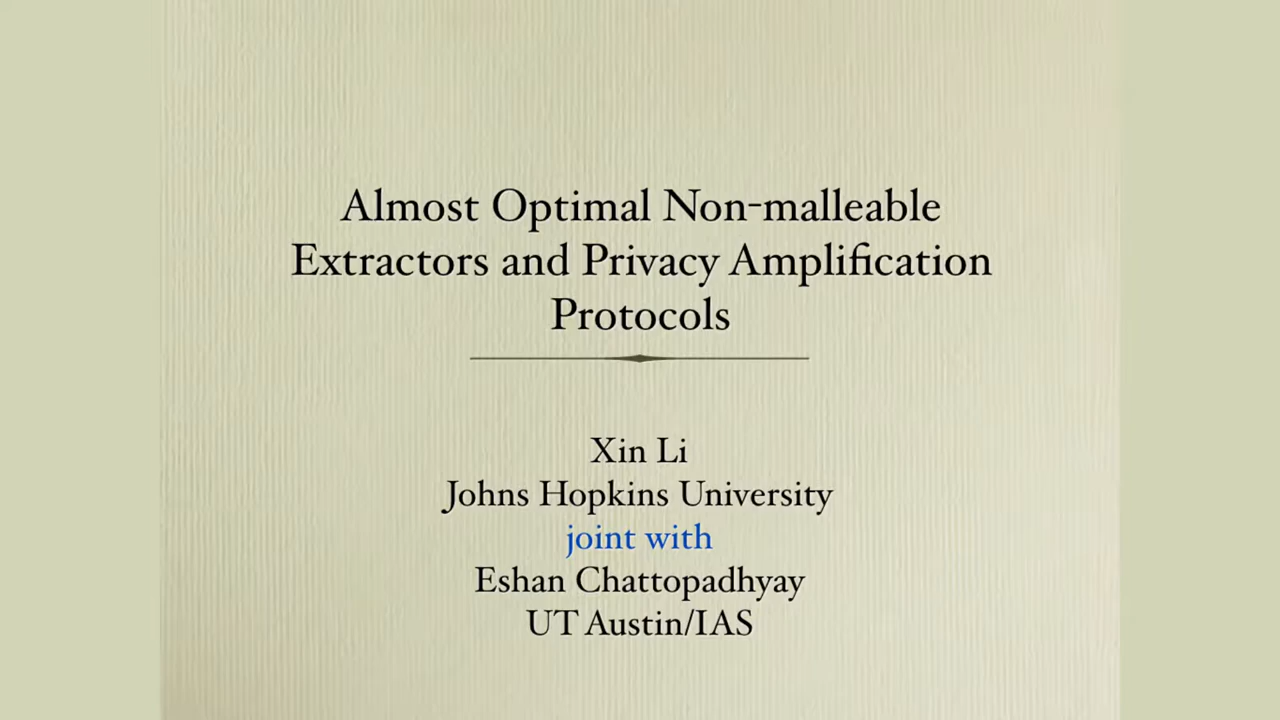 Almost Optimal Non-malleable
Extractors and Privacy Amplification
Protocols
Xin Li
Johns Hopkins University
joint with
Eshan Chattopadhyay
UT Austin/IAS